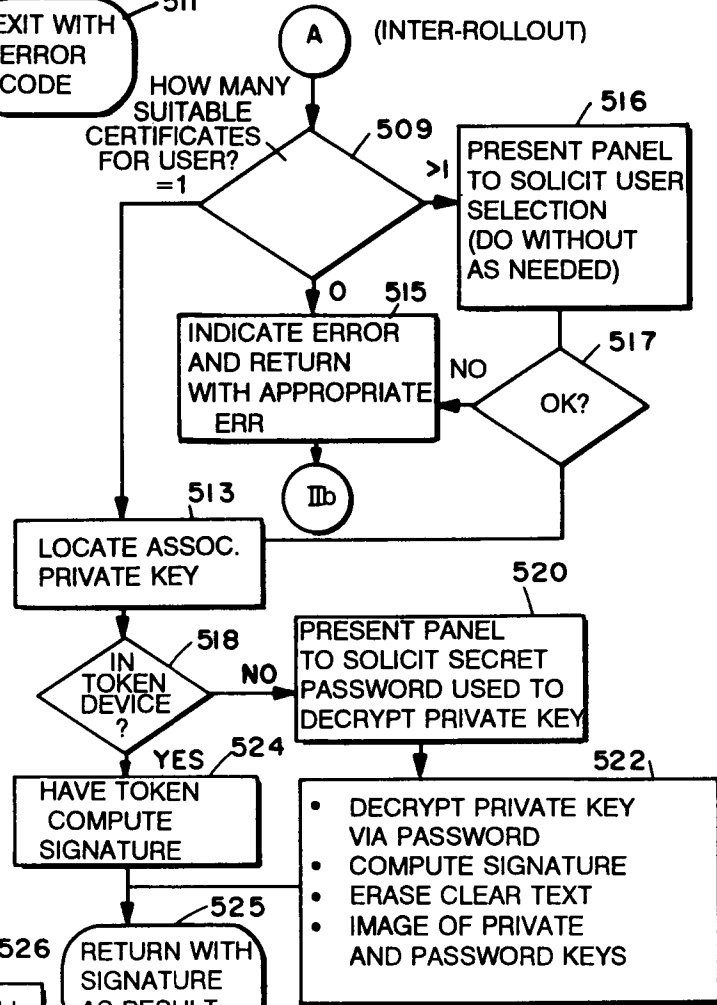 511
EXIT WITH
ERROR
CODE
A
(INTER-ROLLOUT)
HOW MANY
SUITABLE
CERTIFICATES
FOR USER?
=1
509
>1
516
PRESENT PANEL
TO SOLICIT USER
SELECTION
(DO WITHOUT
AS NEEDED)
0
515
INDICATE ERROR
AND RETURN
WITH APPROPRIATE
ERR
NO
517
OK?
IIb
513
LOCATE ASSOC.
PRIVATE KEY
518
IN
TOKEN
DEVICE
?
NO
520
PRESENT PANEL
TO SOLICIT SECRET
PASSWORD USED TO
DECRYPT PRIVATE KEY
YES
524
HAVE TOKEN
COMPUTE
SIGNATURE
522
• DECRYPT PRIVATE KEY
VIA PASSWORD
• COMPUTE SIGNATURE
• ERASE CLEAR TEXT
• IMAGE OF PRIVATE
AND PASSWORD KEYS
525
RETURN WITH
SIGNATURE
AS RESULT
526